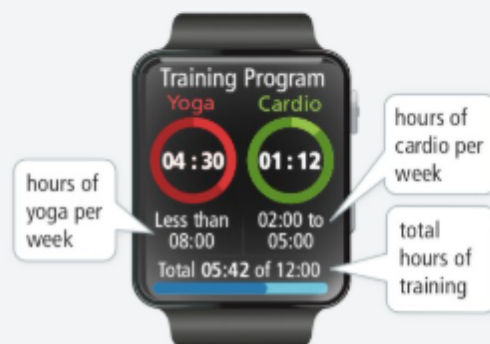 Training Program
Yoga
Cardio
04 : 30
01 : 12
Less than
08:00
02:00 to
05:00
Total 05:42 of 12:00
hours of
yoga per
week
hours of
cardio per
week
total
hours of
training